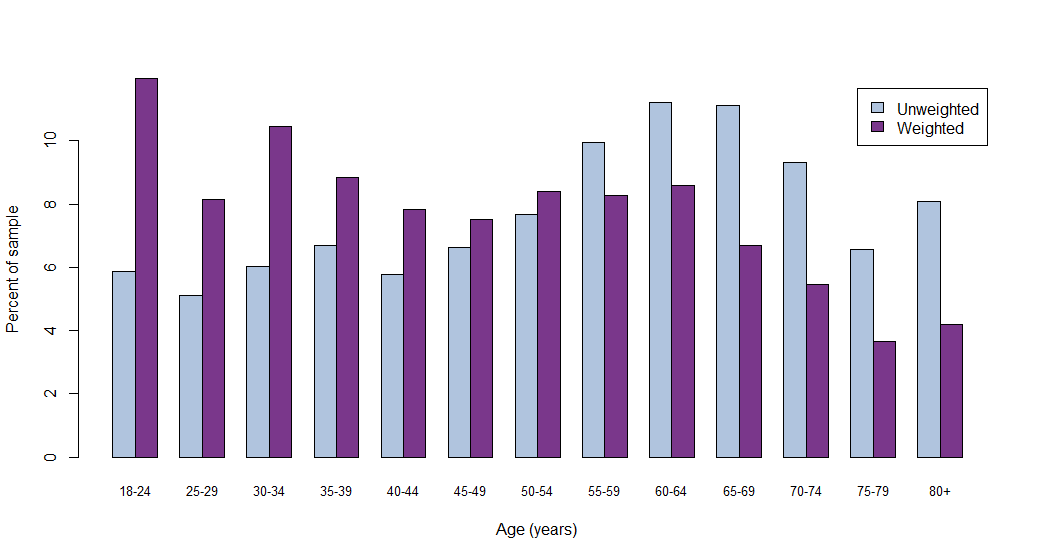 Unweighted
Weighted
Percent of sample
10
8
6
4
2
0
18-24 25-29 30-34 35-39 40-44 45-49 50-54 55-59 60-64 65-69 70-74 75-79 80+
Age (years)